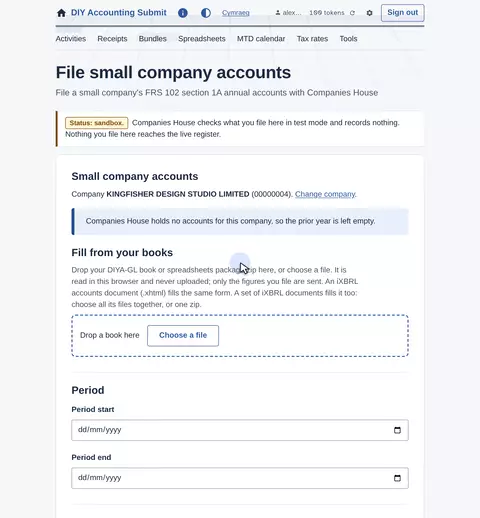 DIY Accounting Submit
i
Cymraeg
alex...
199 tokens
Sign out
Activities
Receipts
Bundles
Spreadsheets
MTD calendar
Tax rates
Tools
File small company accounts
File a small company's FRS 102 section 1A annual accounts with Companies House
Status: sandbox. Companies House checks what you file here in test mode and records nothing.
Nothing you file here reaches the live register.
Small company accounts
Company KINGFISHER DESIGN STUDIO LIMITED (00000004). Change company.
Companies House holds no accounts for this company, so the prior year is left empty.
Fill from your books
Drop your DIYA-GL book or spreadsheets package zip here, or choose a file. It is
read in this browser and never uploaded; only the figures you file are sent. An iXBRL
accounts document (.xhtml) fills the same form. A set of iXBRL documents fills it too:
choose all its files together, or one zip.
Drop a book here
Choose a file
Period
Period start
dd/mm/yyyy
Period end
dd/mm/yyyy